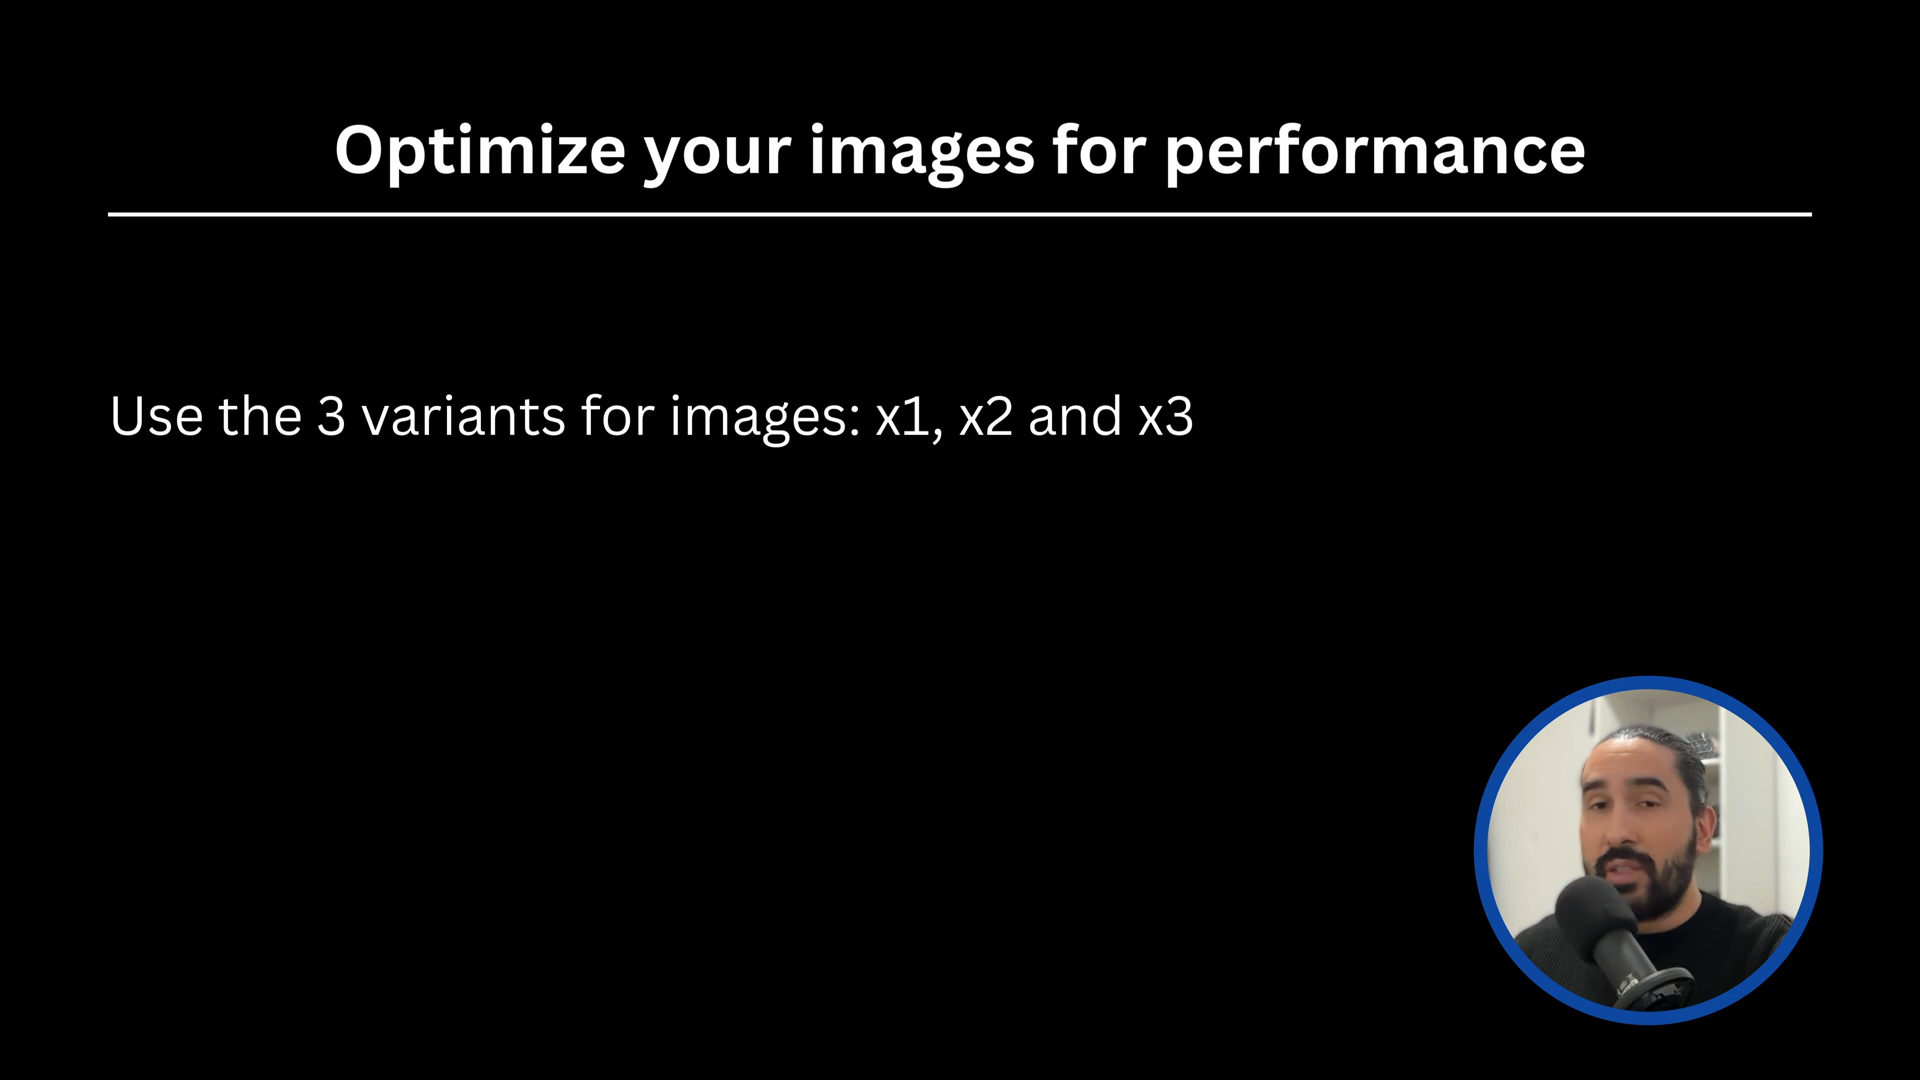 Optimize your images for performance
Use the 3 variants for images: x1, x2 and x3